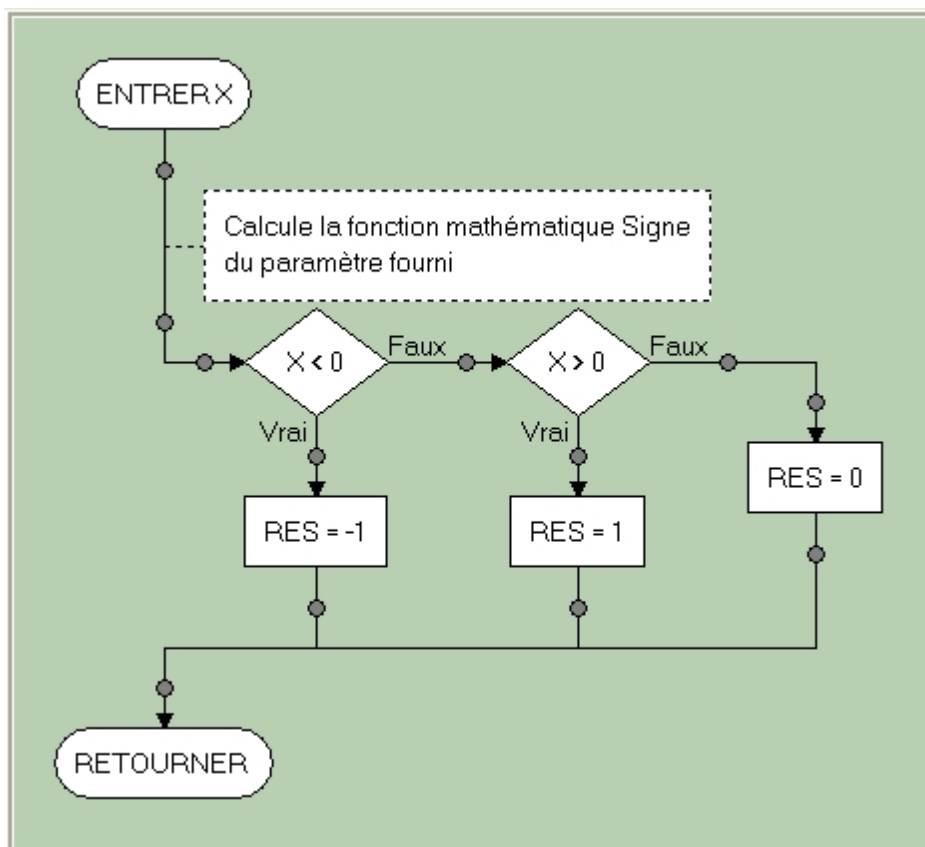 ENTRER X
Calcule la fonction mathématique Signe
du paramètre fourni
X < 0
Faux
X > 0
Faux
Vrai
Vrai
RES = 0
RES = -1
RES = 1
RETOURNER